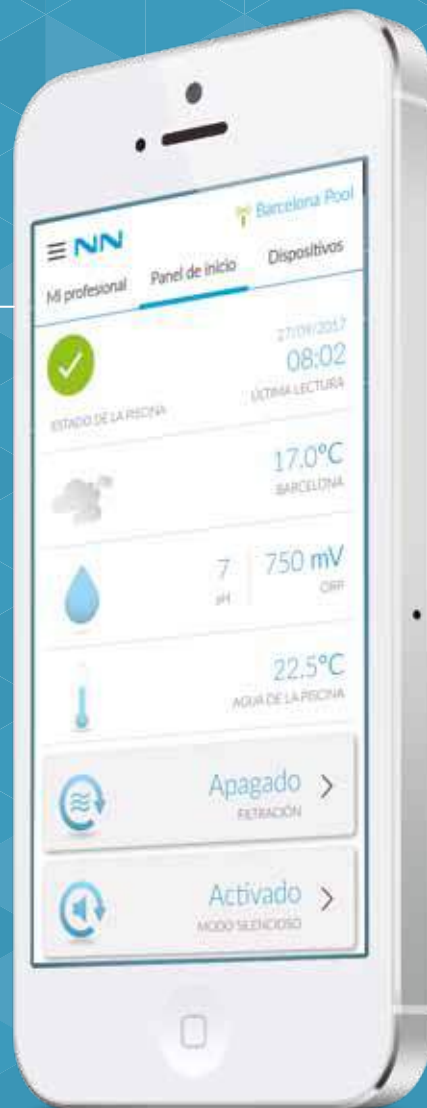 NN
Barcelona Pool
Mi profesional
Panel de inicio
Dispositivos
27/09/2017
08:02
ESTADO DE LA PISCINA
ÚLTIMA LECTURA
17.0°C
BARCELONA
7
750 mV
pH
ORP
22.5°C
AGUA DE LA PISCINA
Apagado
FILTRACIÓN
Activado
MODO SILENCIOSO